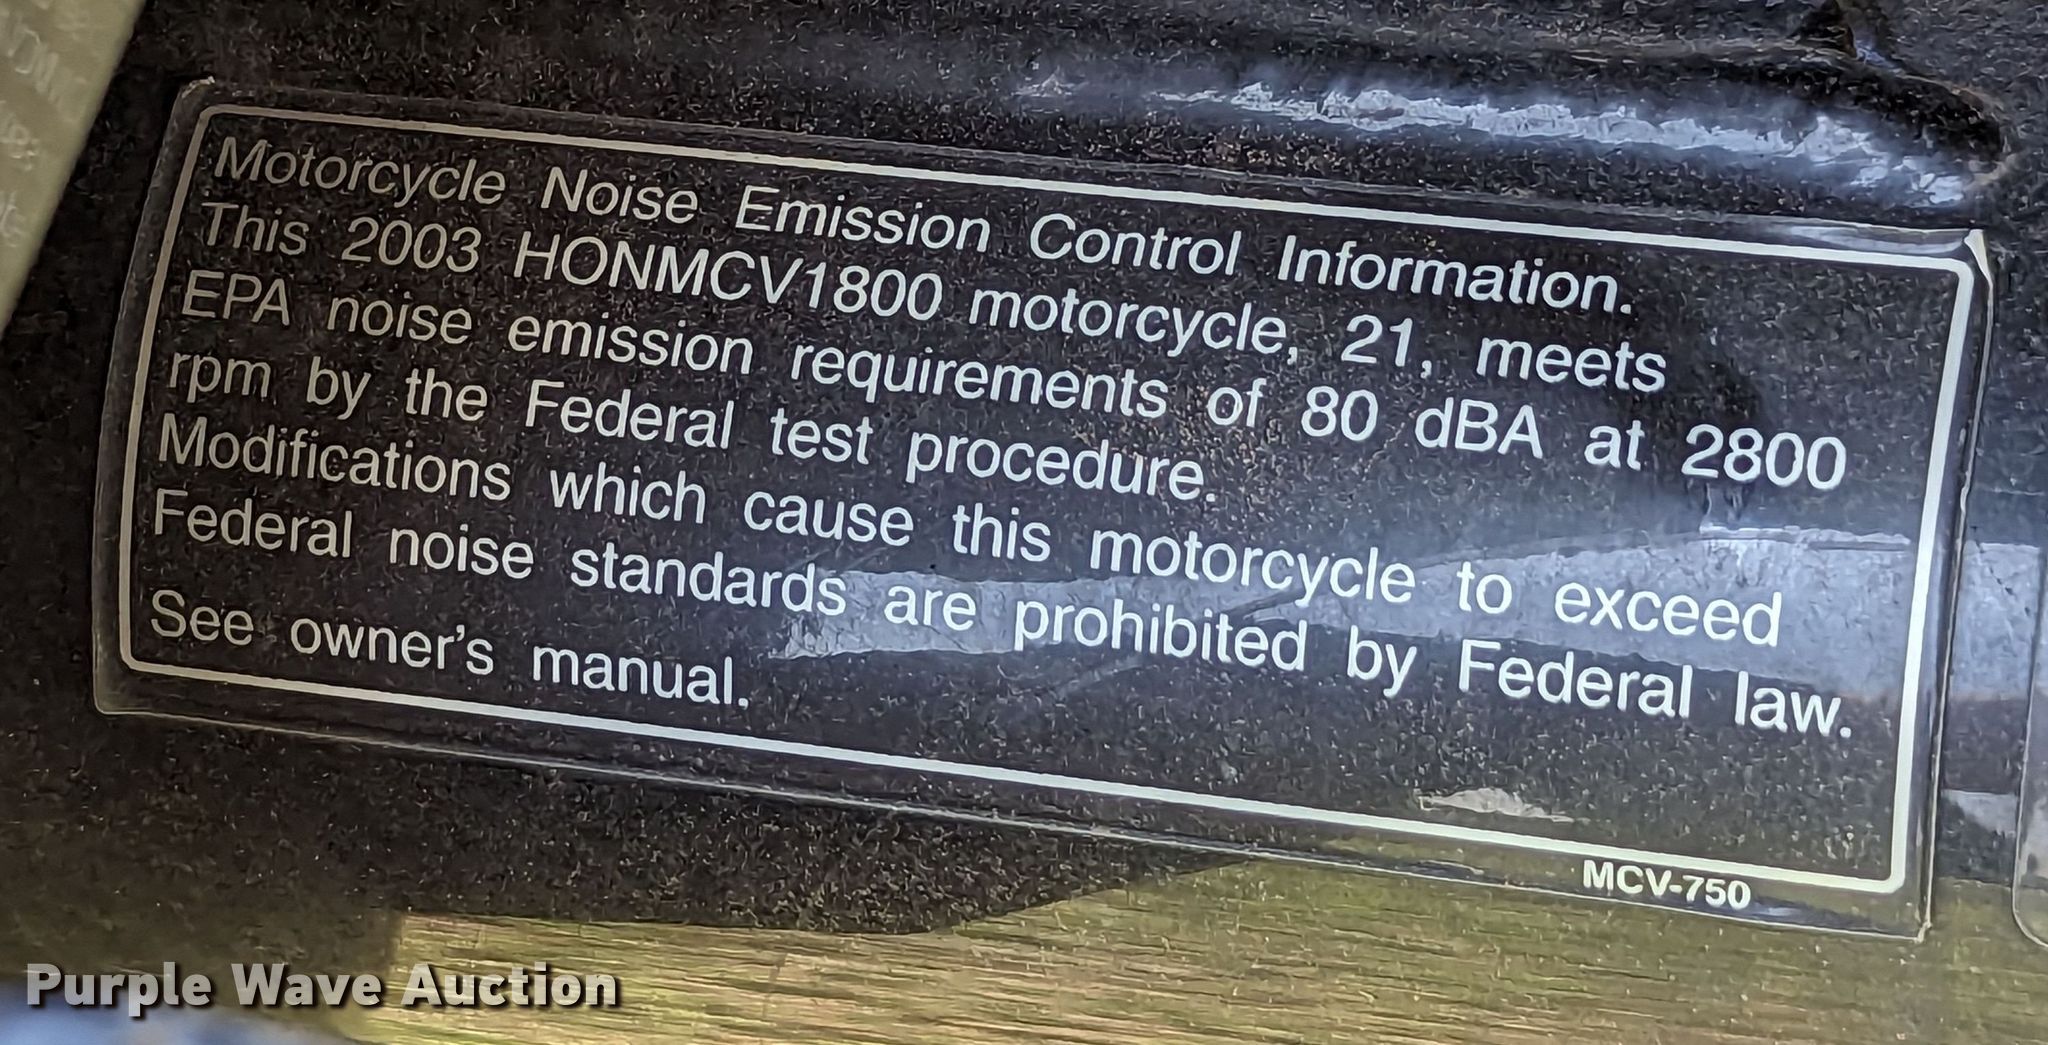 Motorcycle Noise Emission Control Information.
This 2003 HONMCV1800 motorcycle, 21, meets
EPA noise emission requirements of 80 dBA at 2800
rpm by the Federal test procedure.
Modifications which cause this motorcycle to exceed
Federal noise standards are prohibited by Federal law.
See owner's manual.
MCV-750
Purple Wave Auction